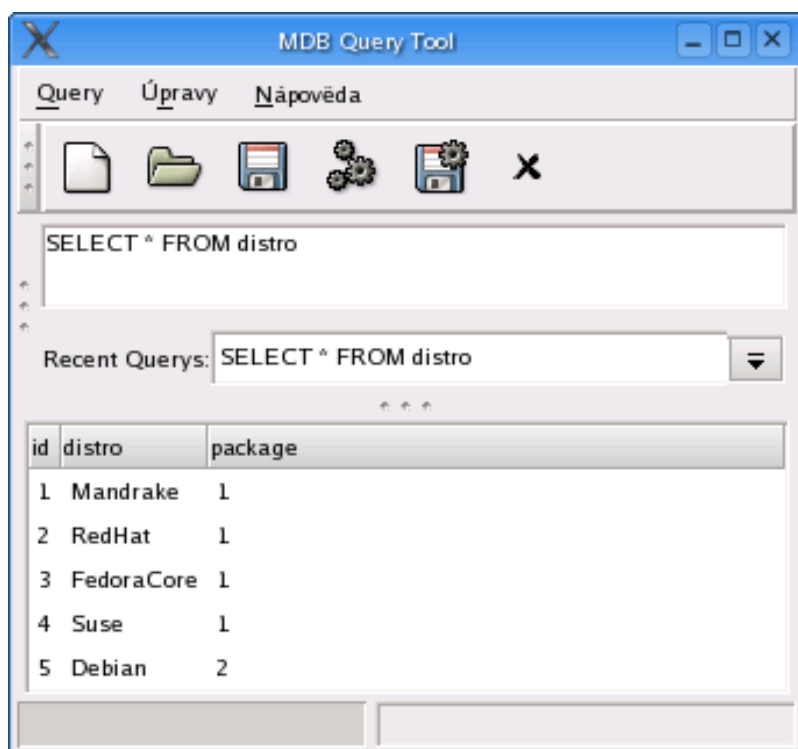 MDB Query Tool
Query Úpravy Nápověda
SELECT * FROM distro
Recent Querys: SELECT * FROM distro
id distro package
1 Mandrake 1
2 RedHat 1
3 FedoraCore 1
4 Suse 1
5 Debian 2